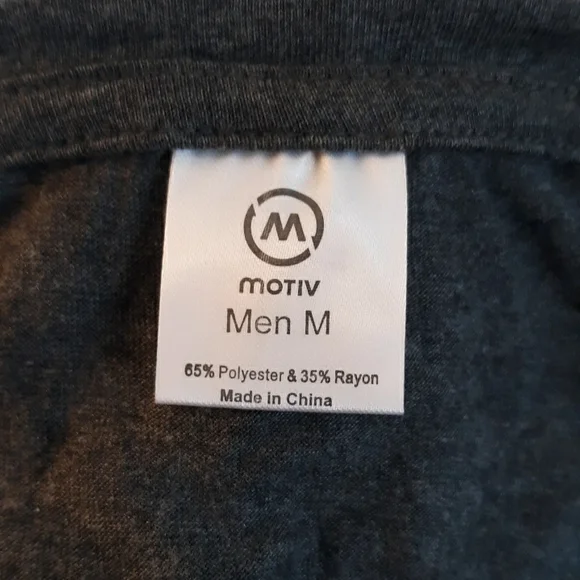 M
MOTIV
Men M
65% Polyester & 35% Rayon
Made in China